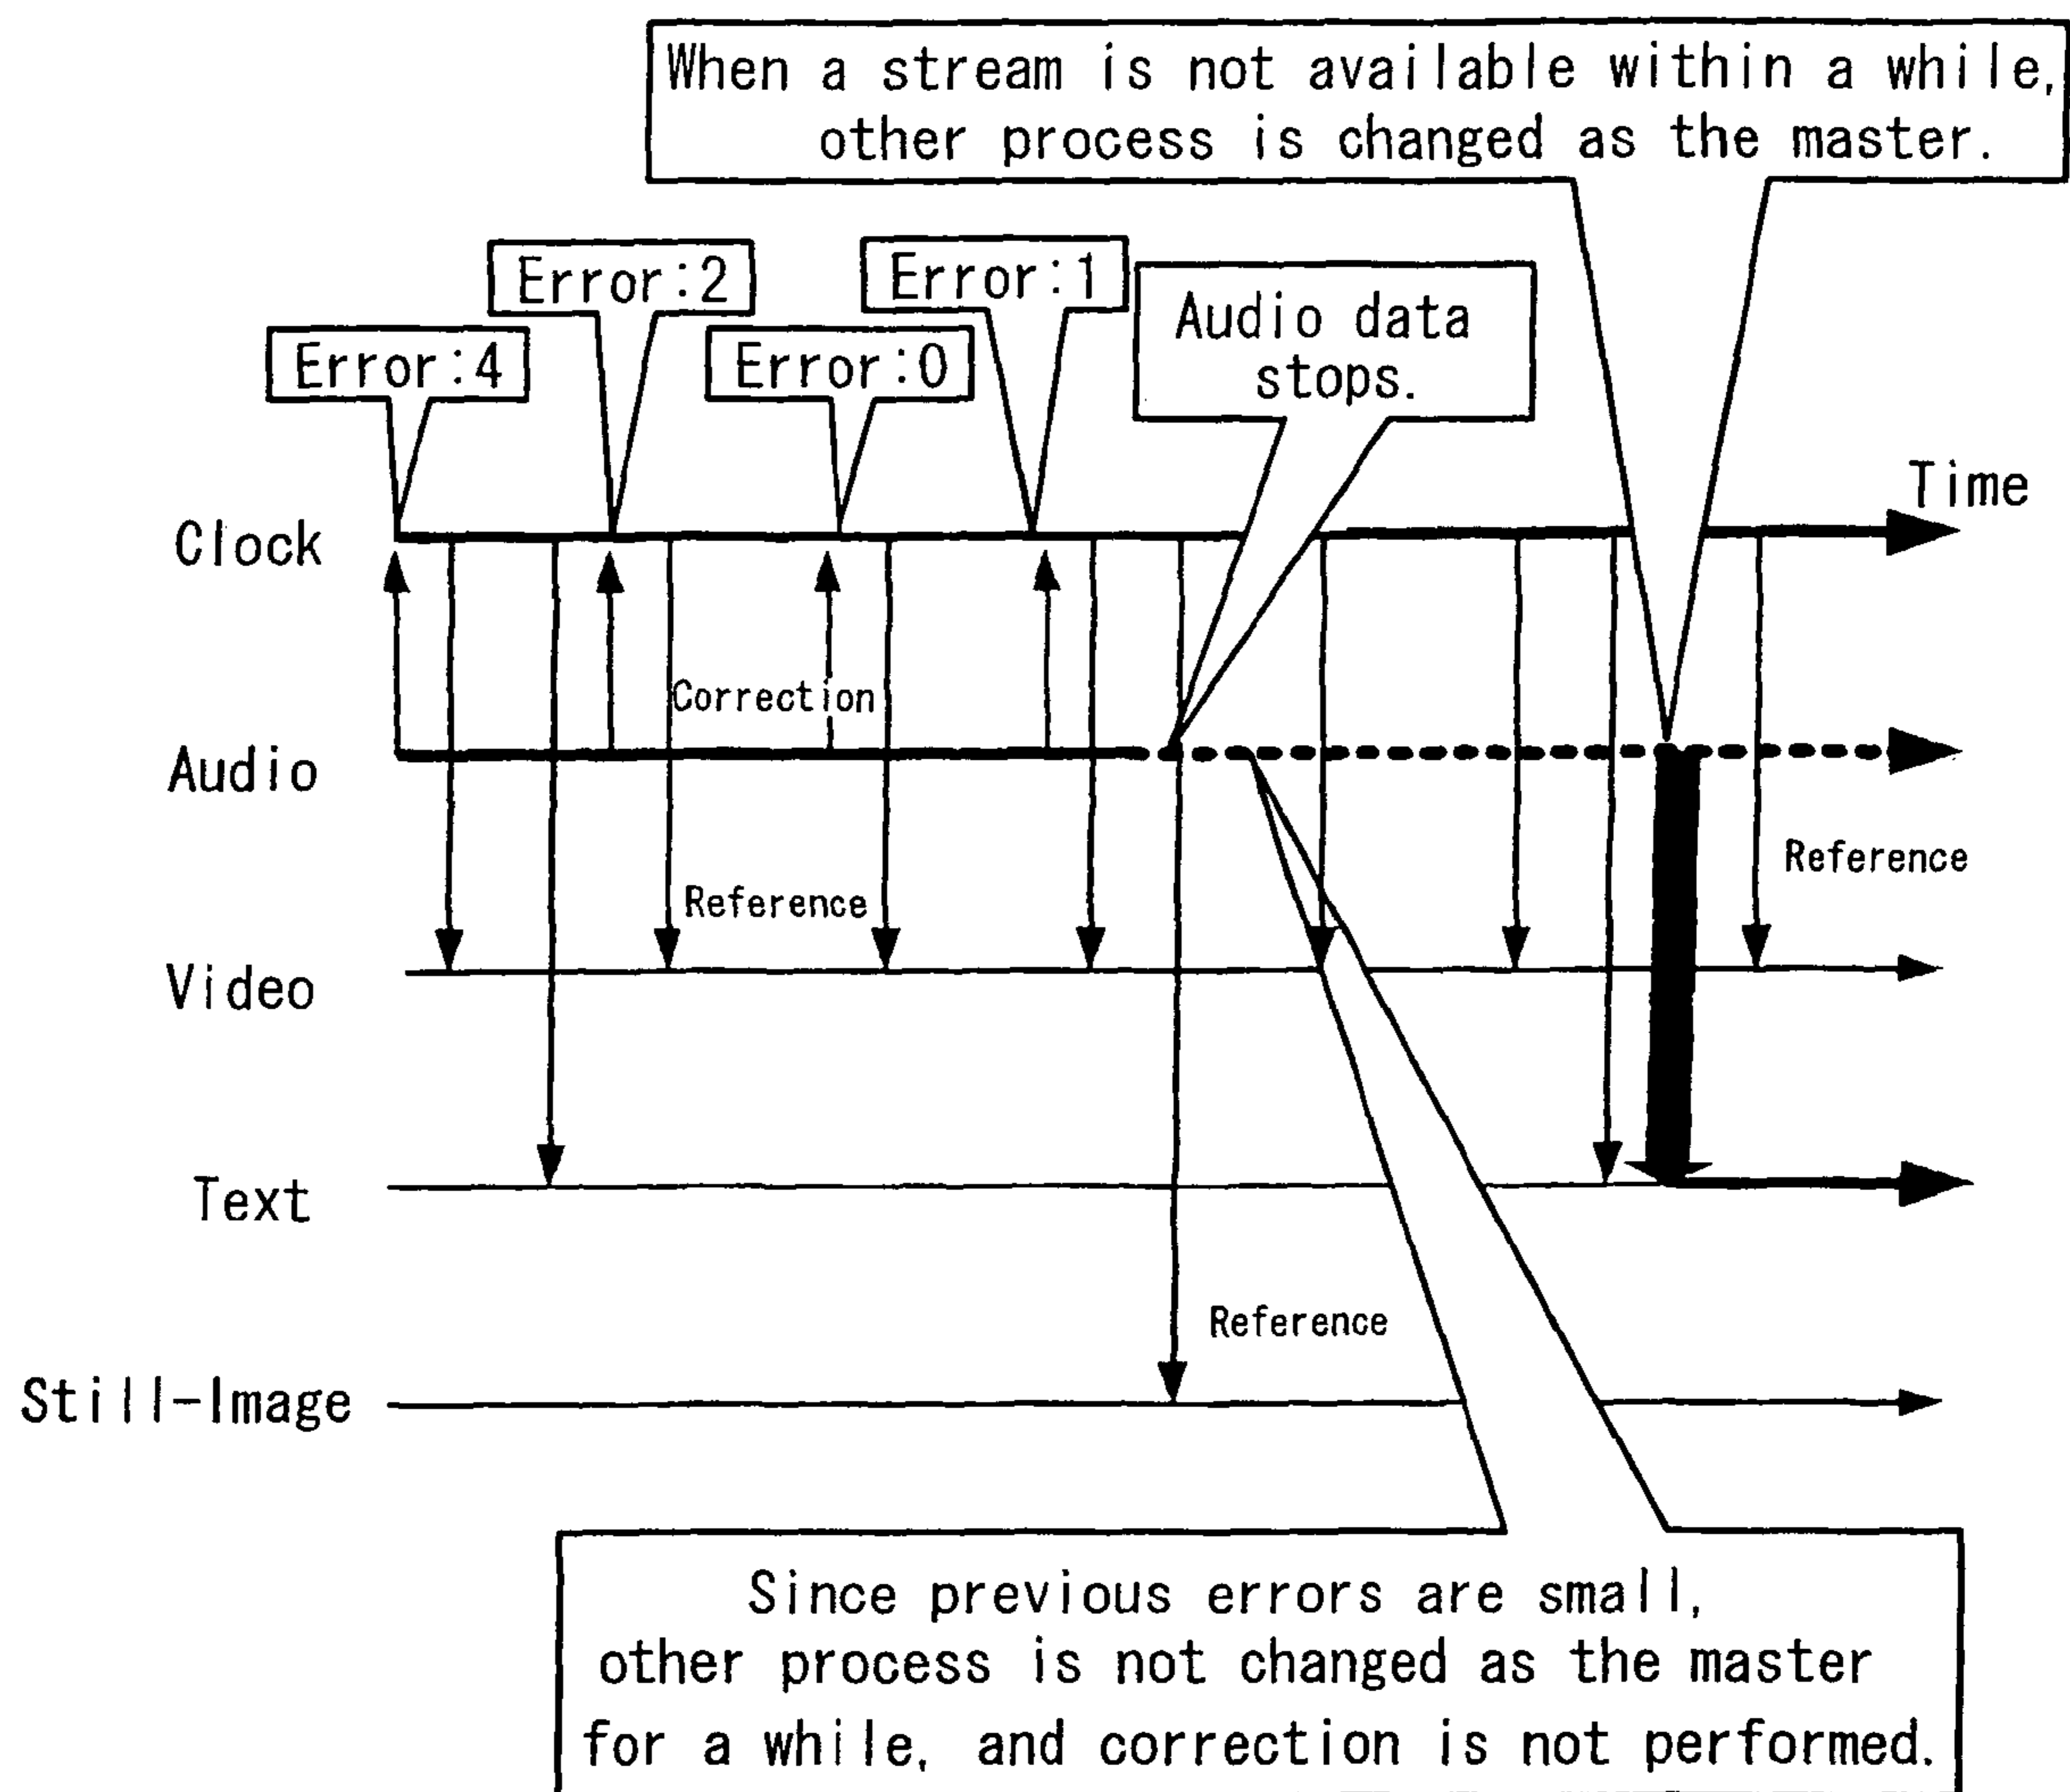 When a stream is not available within a while,
other process is changed as the master.
Error:2
Error:1
Error:4
Error:0
Audio data
stops.
Time
Clock
Correction
Audio
Reference
Reference
Video
Text
Reference
Still-Image
Since previous errors are small,
other process is not changed as the master
for a while, and correction is not performed.